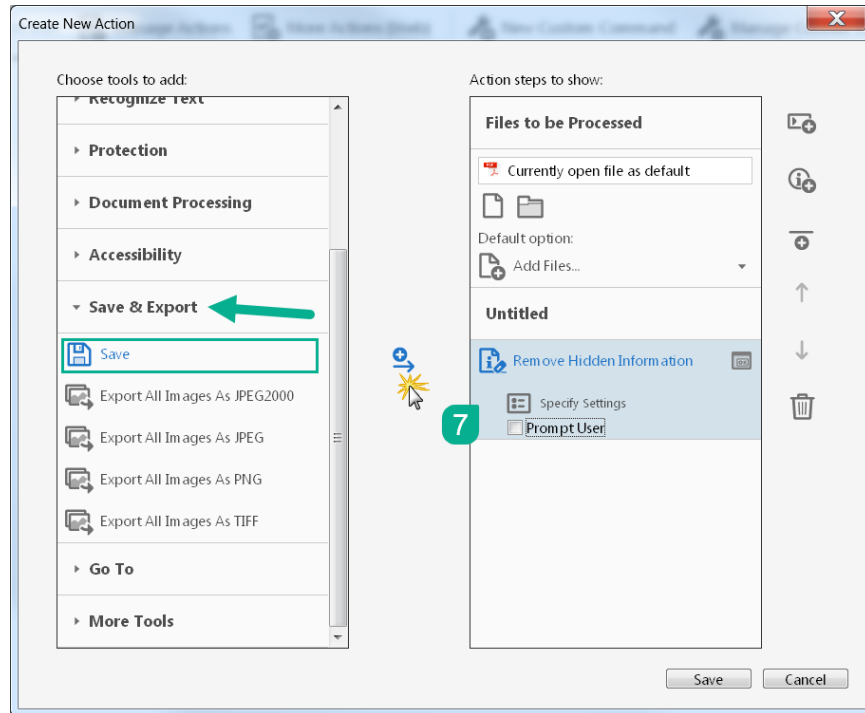 Create New Action
Choose tools to add:
Recognize Text
Protection
Document Processing
Accessibility
Save & Export
Save
Export All Images As JPEG2000
Export All Images As JPEG
Export All Images As PNG
Export All Images As TIFF
Go To
More Tools
7
Action steps to show:
Files to be Processed
Currently open file as default
Default option:
Add Files...
Untitled
Remove Hidden Information
Specify Settings
Prompt User
Save
Cancel